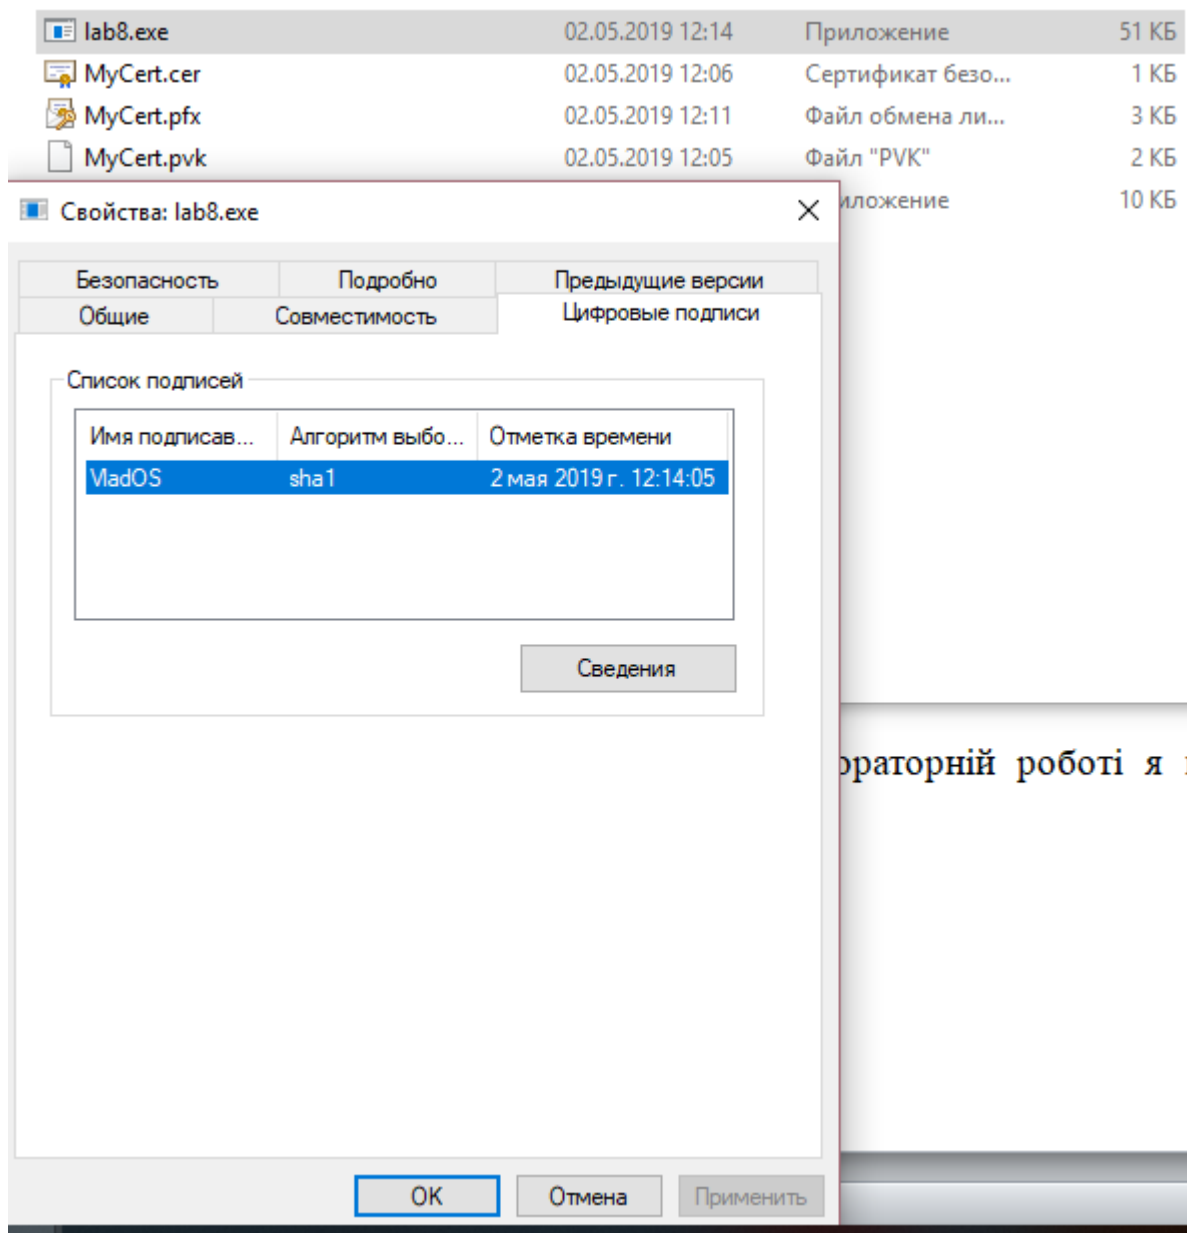 lab8.exe 02.05.2019 12:14 Приложение 51 КБ
MyCert.cer 02.05.2019 12:06 Сертификат безо... 1 КБ
MyCert.pfx 02.05.2019 12:11 Файл обмена ли... 3 КБ
MyCert.pvk 02.05.2019 12:05 Файл "PVK" 2 КБ
иложение 10 КБ
Свойства: lab8.exe
Безопасность Подробно Предыдущие версии
Общие Совместимость Цифровые подписи
Список подписей
Имя подписав... Алгоритм выбо... Отметка времени
VladOS sha1 2 мая 2019 г. 12:14:05
Сведения
ораторній роботі я
OK Отмена Применить